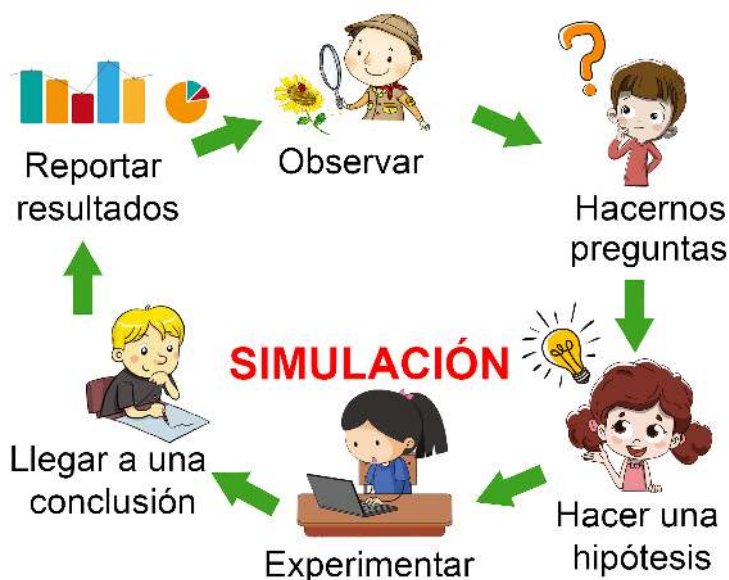 Observar
?
Hacernos
preguntas
Hacer una
hipótesis
SIMULACIÓN
Experimentar
Llegar a una
conclusión
Reportar
resultados